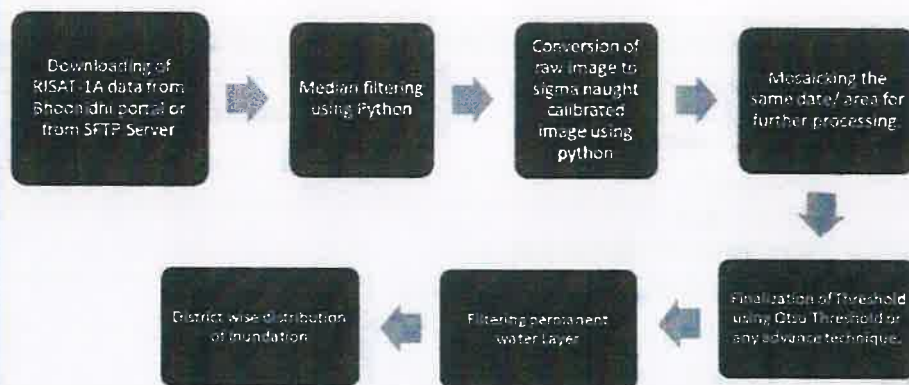 Downloading of
RISAT-1A data from
Bhoonidhi portal or
from SFTP Server
Median filtering
using Python
Conversion of
raw image to
sigma naught
calibrated
image using
python
Mosaicking the
same date/ area for
further processing.
Finalization of Threshold
using Otsu Threshold or
any advance technique.
Filtering permanent
water Layer
District wise distribution
of Inundation